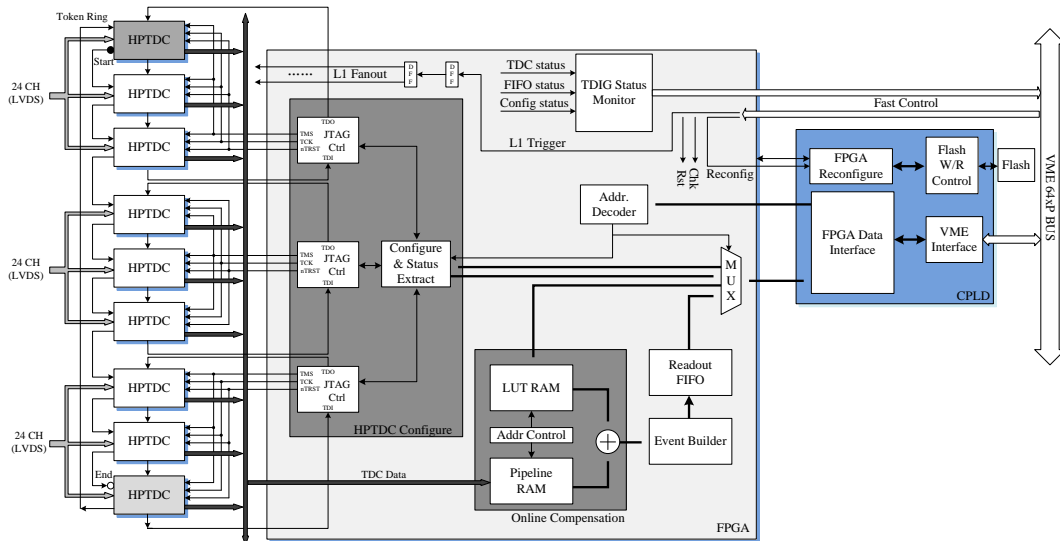 Token Ring
HPTDC
Start
24 CH
(LVDS)
HPTDC
HPTDC
HPTDC
24 CH
(LVDS)
HPTDC
HPTDC
HPTDC
24 CH
(LVDS)
HPTDC
End
HPTDC
......
L1 Fanout
DFF
DFF
TDC status
FIFO status
Config status
TDIG Status
Monitor
Fast Control
L1 Trigger
Rst
Chk
Reconfig
TDO
TMS
TCK
nTRST
TDI
JTAG
Ctrl
TDO
TMS
TCK
nTRST
TDI
JTAG
Ctrl
TDO
TMS
TCK
nTRST
TDI
JTAG
Ctrl
Configure
& Status
Extract
HPTDC Configure
Addr.
Decoder
MUX
LUT RAM
Addr Control
Pipeline
RAM
Online Compensation
TDC Data
Readout
FIFO
Event Builder
FPGA
FPGA
Reconfigure
Flash
W/R
Control
Flash
FPGA Data
Interface
VME
Interface
CPLD
VME 64xP BUS